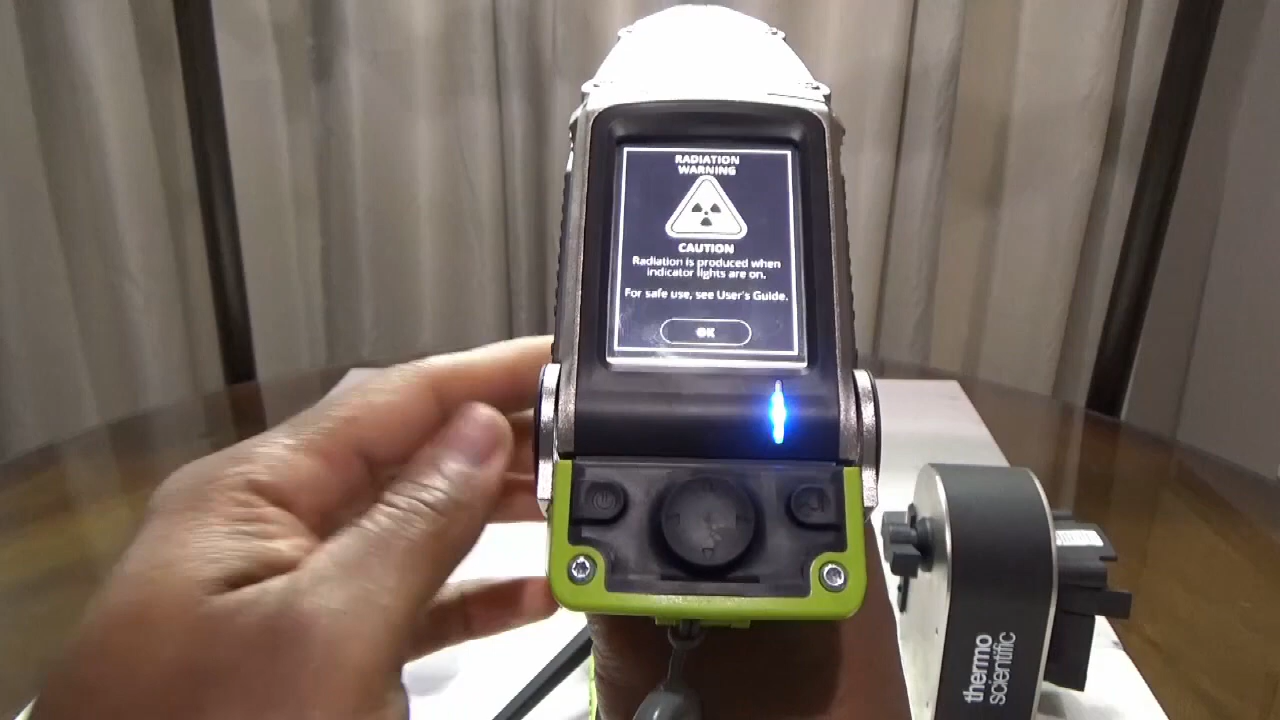 RADIATION
WARNING
CAUTION
Radiation is produced when
indicator lights are on.
For safe use, see User's Guide.
OK
thermo
scientific